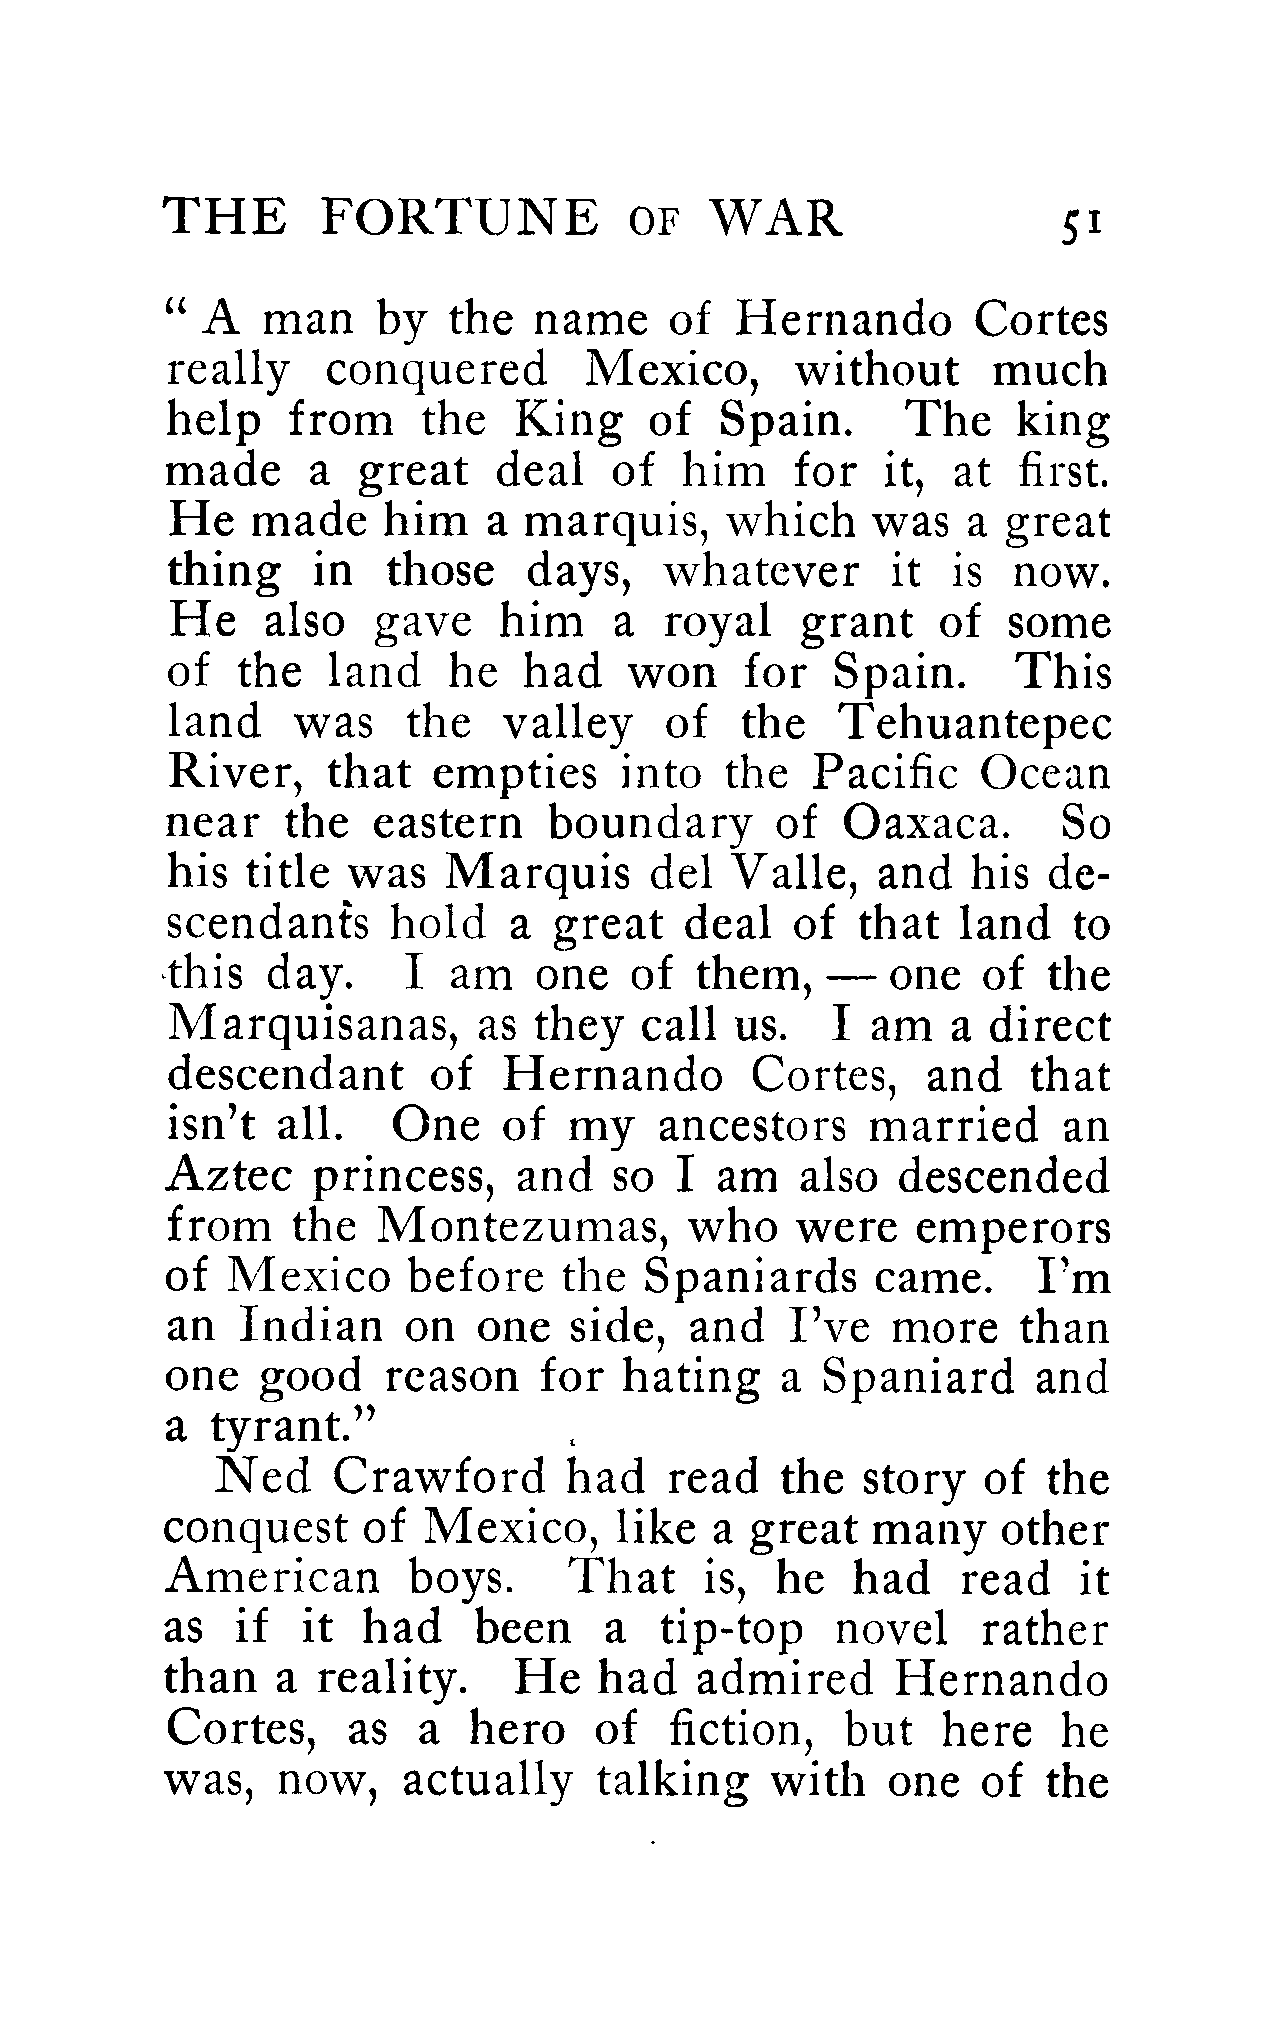 THE FORTUNE OF WAR 51
“ A man by the name of Hernando Cortes
really conquered Mexico, without much
help from the King of Spain. The king
made a great deal of him for it, at first.
He made him a marquis, which was a great
thing in those days, whatever it is now.
He also gave him a royal grant of some
of the land he had won for Spain. This
land was the valley of the Tehuantepec
River, that empties into the Pacific Ocean
near the eastern boundary of Oaxaca. So
his title was Marquis del Valle, and his de-
scendants hold a great deal of that land to
this day. I am one of them, — one of the
Marquisanas, as they call us. I am a direct
descendant of Hernando Cortes, and that
isn’t all. One of my ancestors married an
Aztec princess, and so I am also descended
from the Montezumas, who were emperors
of Mexico before the Spaniards came. I’m
an Indian on one side, and I’ve more than
one good reason for hating a Spaniard and
a tyrant.”
Ned Crawford had read the story of the
conquest of Mexico, like a great many other
American boys. That is, he had read it
as if it had been a tip-top novel rather
than a reality. He had admired Hernando
Cortes, as a hero of fiction, but here he
was, now, actually talking with one of the